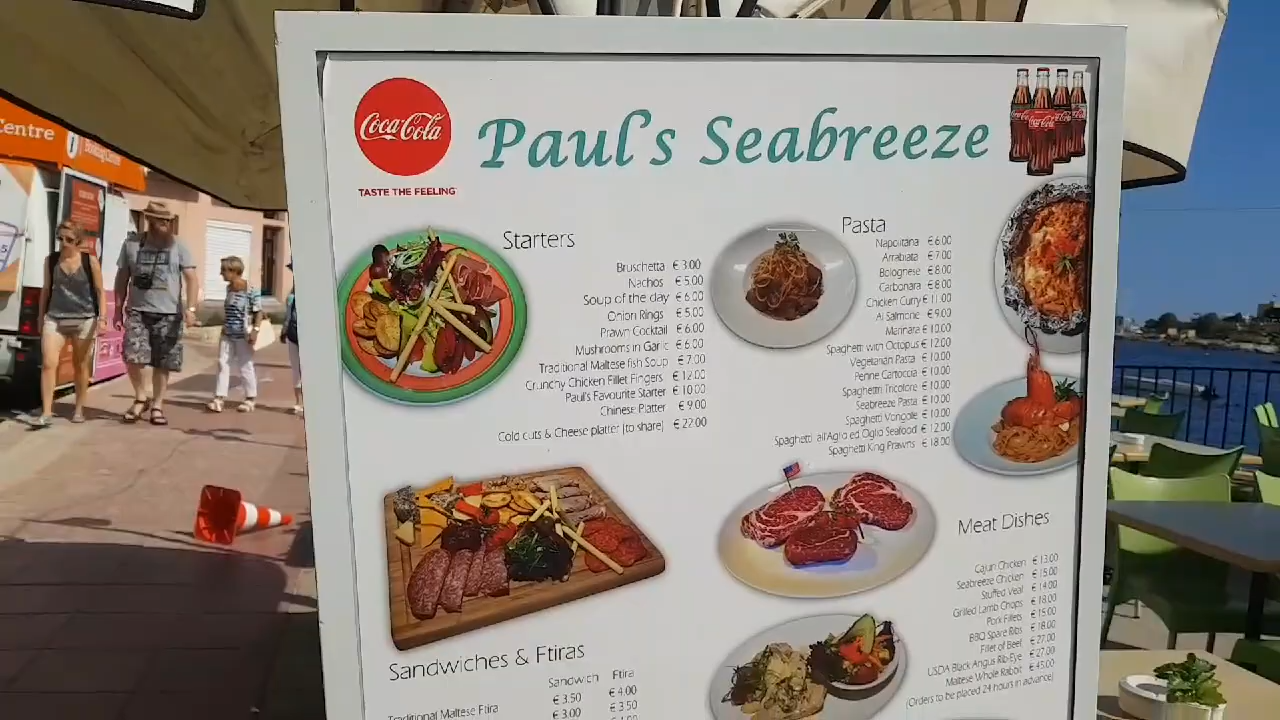 Centre
Coca-Cola
TASTE THE FEELING
Paul's Seabreeze
Starters
Bruschetta € 3.00
Nachos € 5.00
Soup of the day € 6.00
Onion Rings € 5.00
Prawn Cocktail € 6.00
Mushrooms in Garlic € 6.00
Traditional Maltese fish Soup € 7.00
Crunchy Chicken Fillet Fingers € 12.00
Paul's Favourite Starter € 10.00
Chinese Platter € 9.00
Cold cuts & Cheese platter (to share) € 22.00
Pasta
Napolitana € 6.00
Arrabiata € 7.00
Bolognese € 8.00
Carbonara € 8.00
Chicken Curry € 11.00
Al Salmone € 9.00
Marinara € 10.00
Spaghetti with Octopus € 12.00
Vegetarian Pasta € 10.00
Penne Cartoccia € 10.00
Spaghetti Tricolore € 10.00
Seabreeze Pasta € 10.00
Spaghetti Vongole € 10.00
Spaghetti all'Aglio ed Oglio Seafood € 12.00
Spaghetti King Prawns € 18.00
Meat Dishes
Cajun Chicken € 13.00
Seabreeze Chicken € 15.00
Stuffed Veal € 14.00
Grilled Lamb Chops € 18.00
Pork Fillets € 15.00
BBQ Spare Ribs € 18.00
Fillet of Beef € 27.00
USDA Black Angus Rib-Eye € 27.00
Maltese Whole Rabbit € 45.00
(Orders to be placed 24 hours in advance)
Sandwiches & Ftiras
Sandwich Ftira
Traditional Maltese Ftira € 3.50 € 4.00
€ 3.00 € 3.50